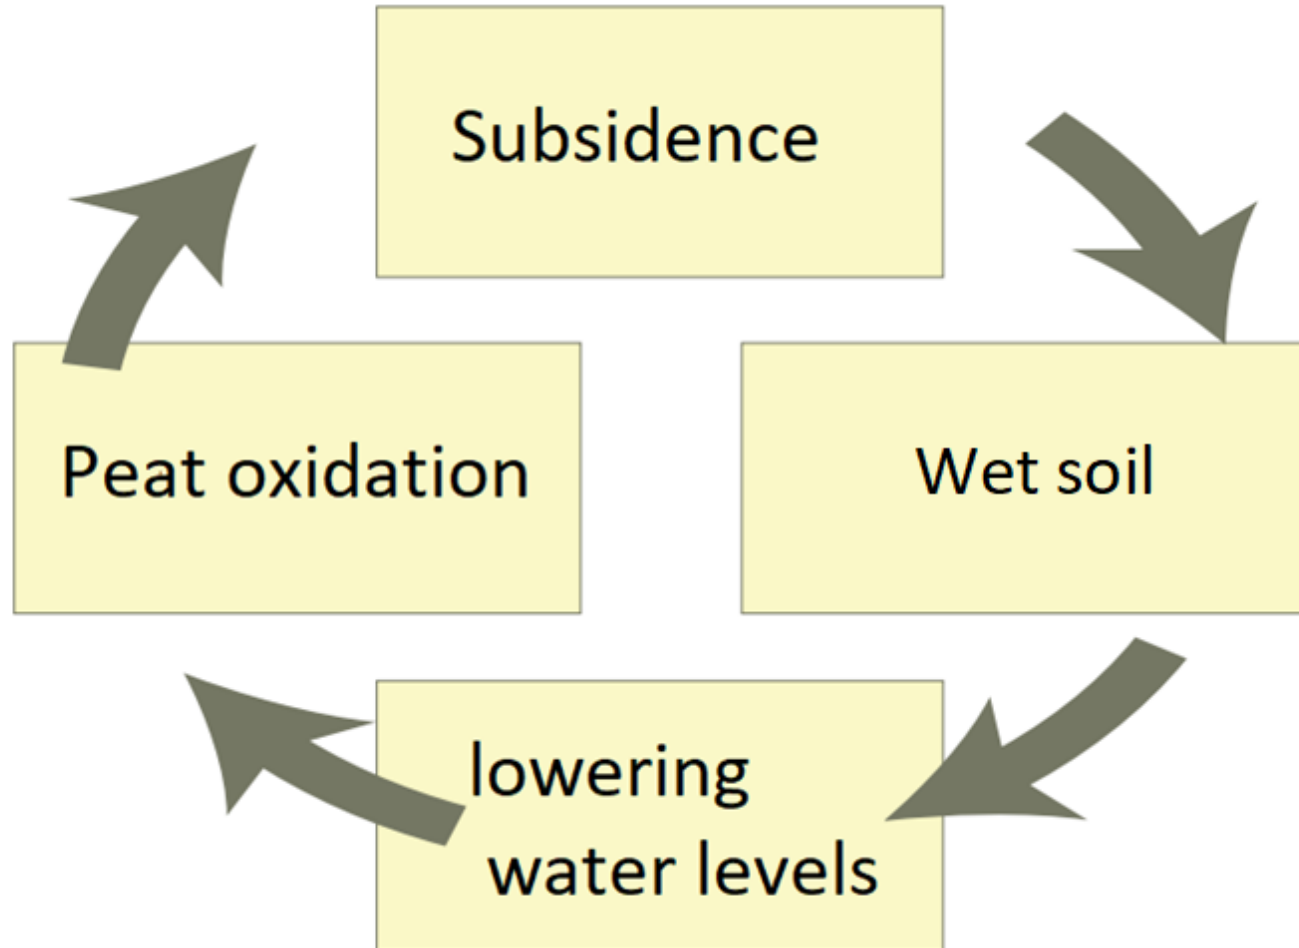 Subsidence
Peat oxidation
Wet soil
lowering
water levels